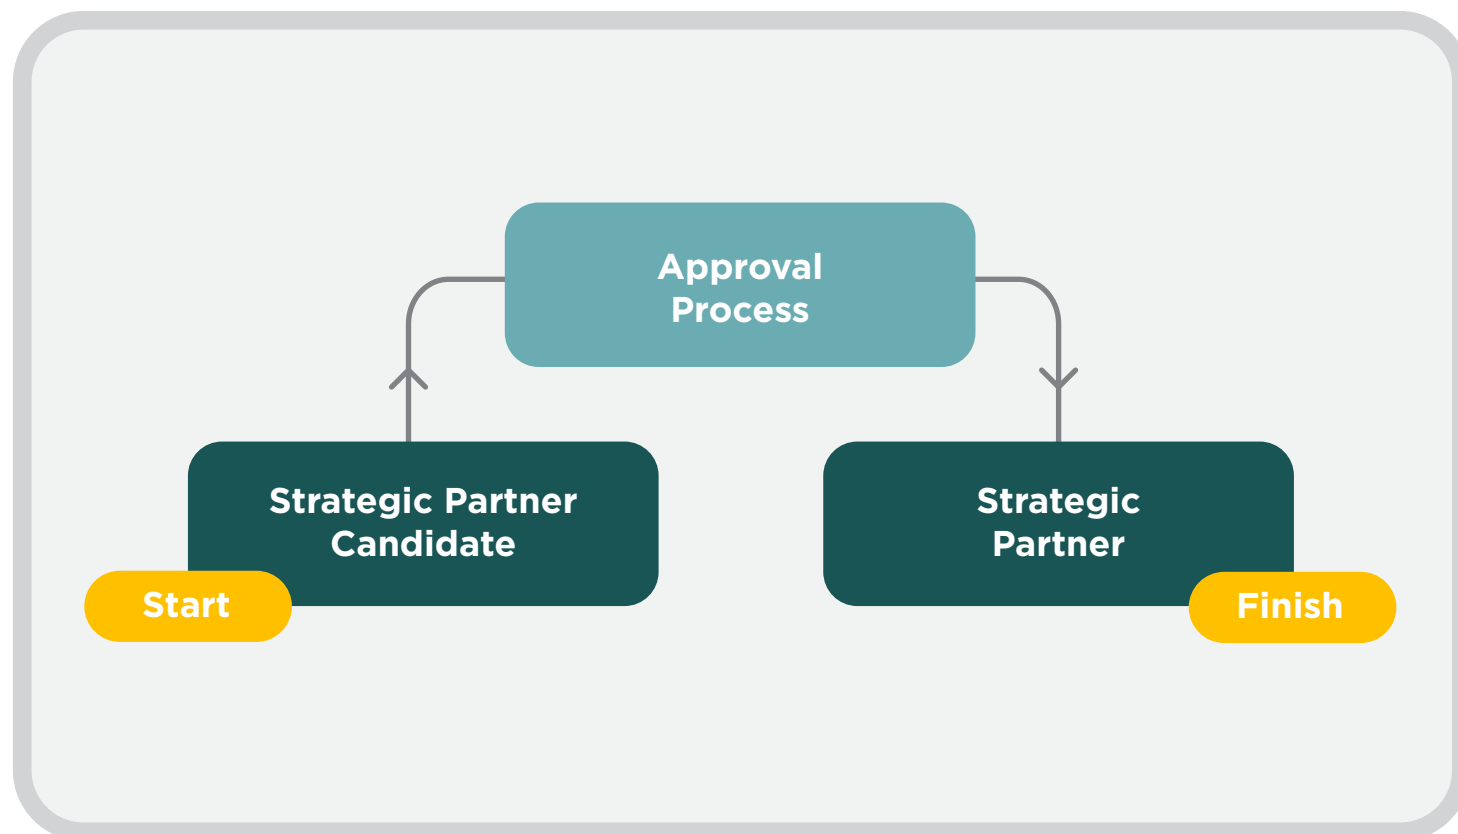 Approval
Process
Strategic Partner
Candidate
Start
Strategic
Partner
Finish